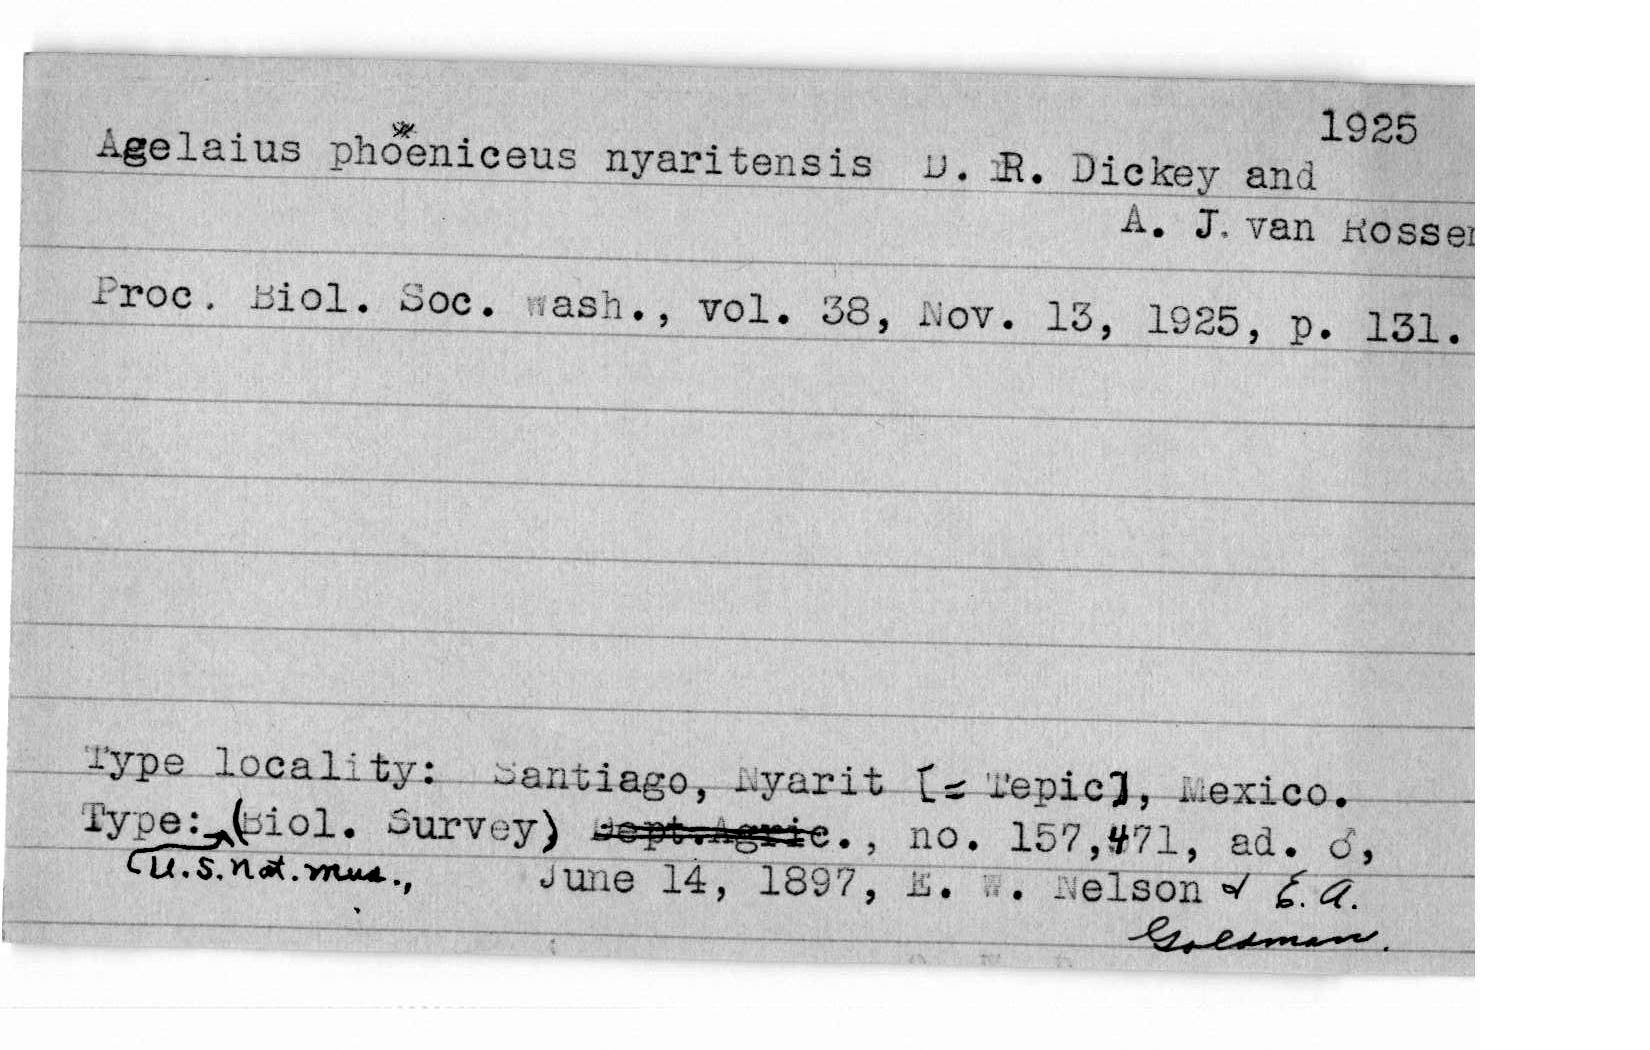 1925
Agelaius phoeniceus nyaritensis D. R. Dickey and
A. J. van Rossem
Proc. Biol. Soc. Wash., vol. 38, Nov. 13, 1925, p. 131.
Type locality: Santiago, Nyarit [= Tepic], Mexico.
Type: (Biol. Survey) Dept. Agric., no. 157,471, ad. ♂,
U.S. Nat. Mus., June 14, 1897, E. W. Nelson & E. A.
Goldman.